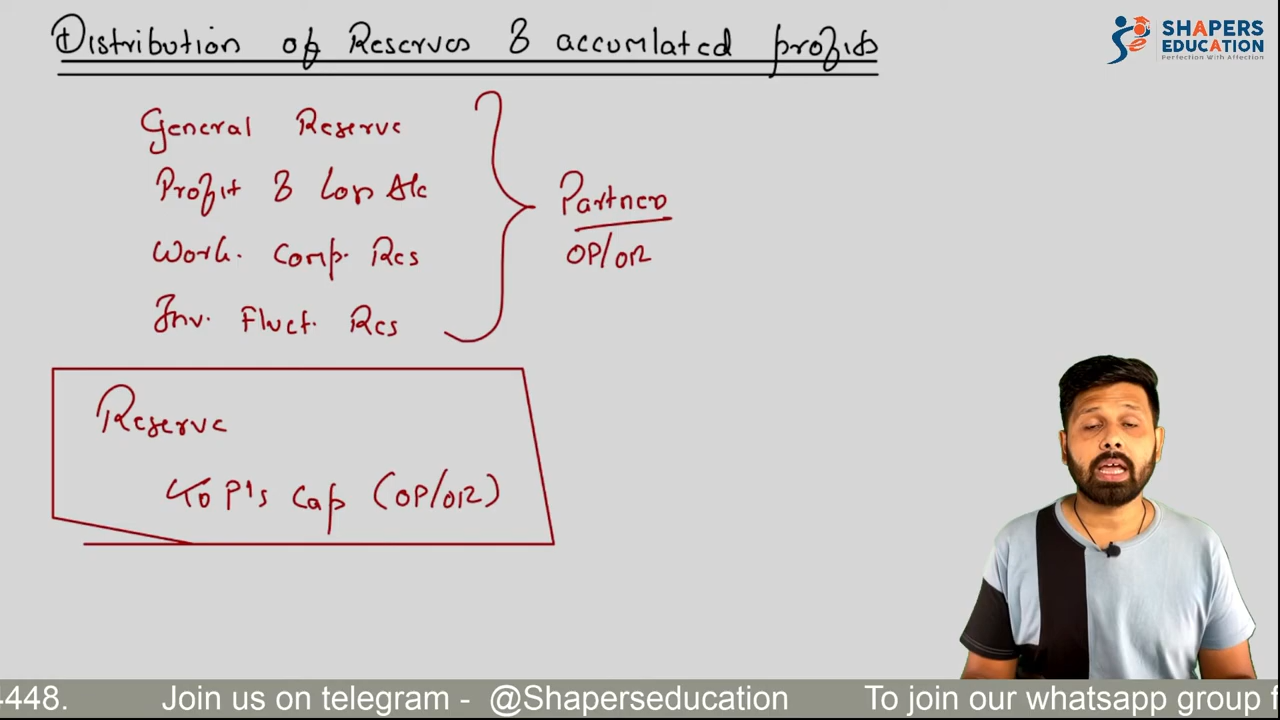 Distribution of Reserves & accumlated profits
SHAPERS
EDUCATION
Perfection With Affection
General Reserve
Profit & Loss A/c
Work. Comp. Res
Inv. Fluct. Res
Partners
OP/OR
Reserve
To P's Cap (OP/OR)
4448. Join us on telegram - @Shaperseducation To join our whatsapp group f